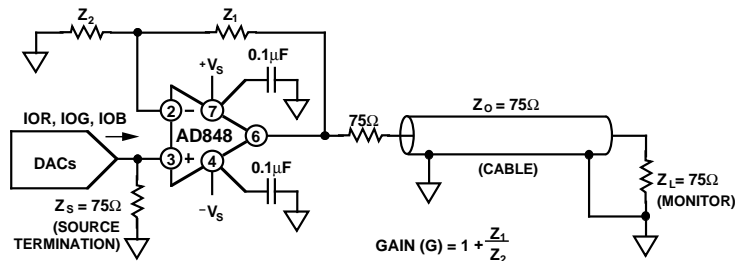 Z2
Z1
0.1μF
+VS
IOR, IOG, IOB
2
–
7
AD848
6
75Ω
ZO = 75Ω
DACs
3
+
4
0.1μF
(CABLE)
ZL = 75Ω
(MONITOR)
ZS = 75Ω
(SOURCE
TERMINATION)
–VS
GAIN (G) = 1 + Z1
Z2